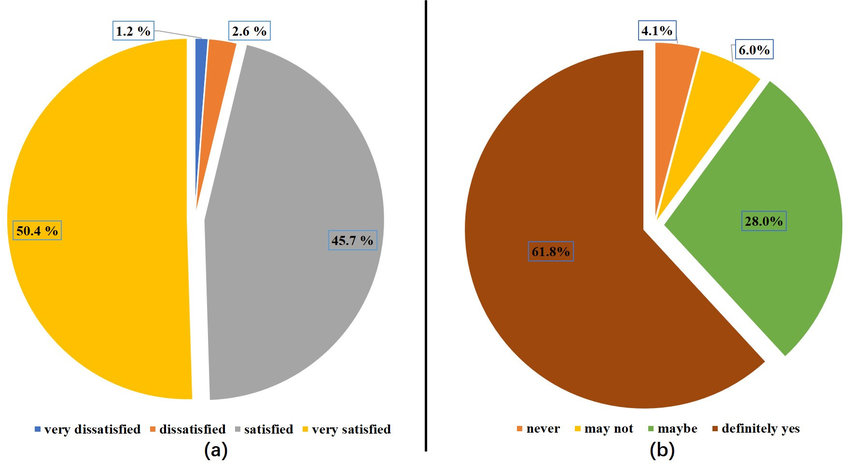 1.2 %
2.6 %
50.4 %
45.7 %
very dissatisfied dissatisfied satisfied very satisfied
(a)
4.1%
6.0%
28.0%
61.8%
never may not maybe definitely yes
(b)